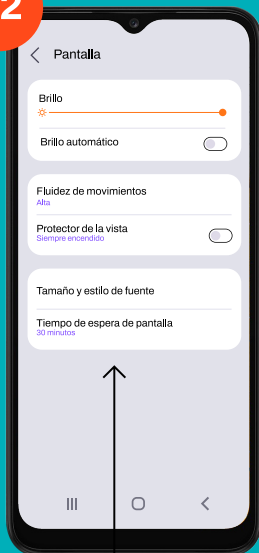 2
Pantalla
Brillo
Brillo automático
Fluidez de movimientos
Alta
Protector de la vista
Siempre encendido
Tamaño y estilo de fuente
Tiempo de espera de pantalla
30 minutos